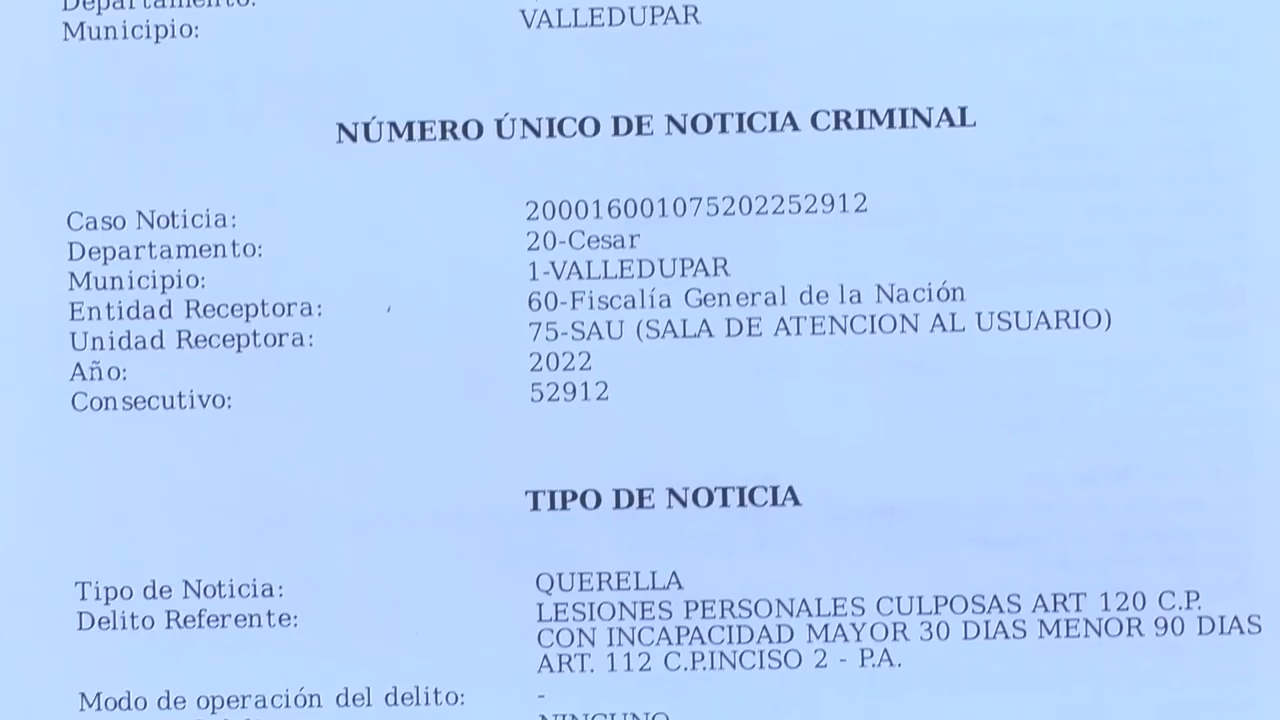 Departamento:
Municipio: VALLEDUPAR
NÚMERO ÚNICO DE NOTICIA CRIMINAL
Caso Noticia: 200016001075202252912
Departamento: 20-Cesar
Municipio: 1-VALLEDUPAR
Entidad Receptora: 60-Fiscalía General de la Nación
Unidad Receptora: 75-SAU (SALA DE ATENCION AL USUARIO)
Año: 2022
Consecutivo: 52912
TIPO DE NOTICIA
Tipo de Noticia: QUERELLA
Delito Referente: LESIONES PERSONALES CULPOSAS ART 120 C.P.
CON INCAPACIDAD MAYOR 30 DIAS MENOR 90 DIAS
ART. 112 C.P.INCISO 2 - P.A.
Modo de operación del delito: -
NINGUNO